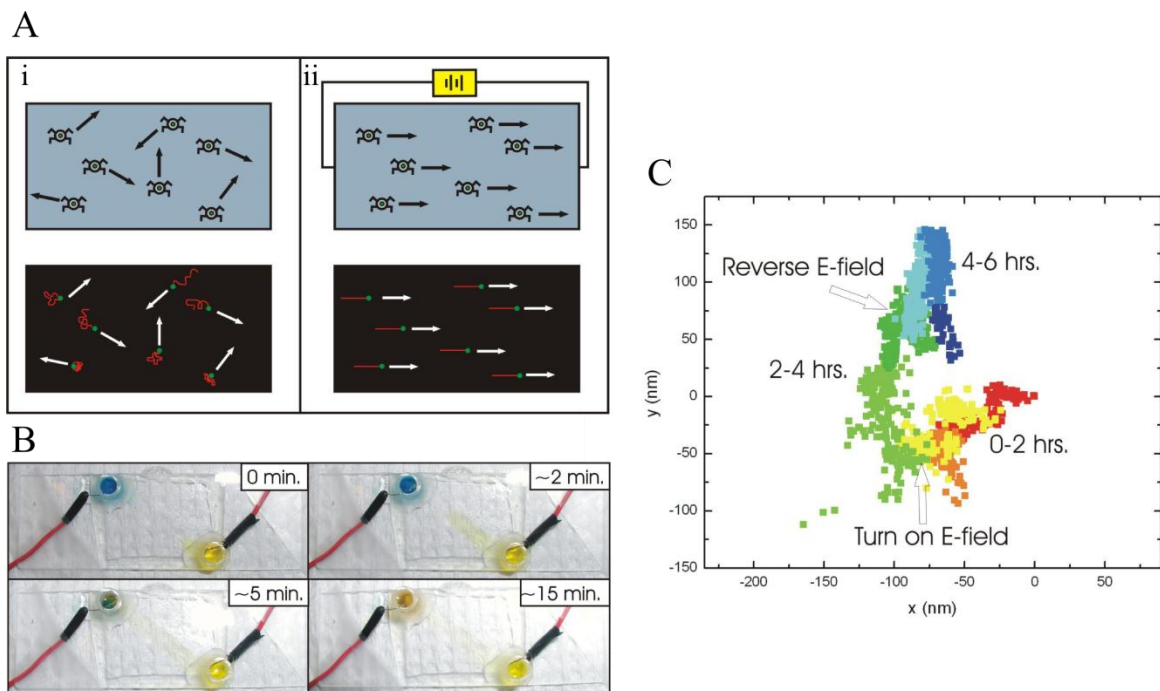 A
i
ii
B
0 min.
~2 min.
~5 min.
~15 min.
C
150
100
50
0
-50
-100
-150
y (nm)
Reverse E-field
4-6 hrs.
2-4 hrs.
0-2 hrs.
Turn on E-field
-200
-150
-100
-50
0
50
x (nm)